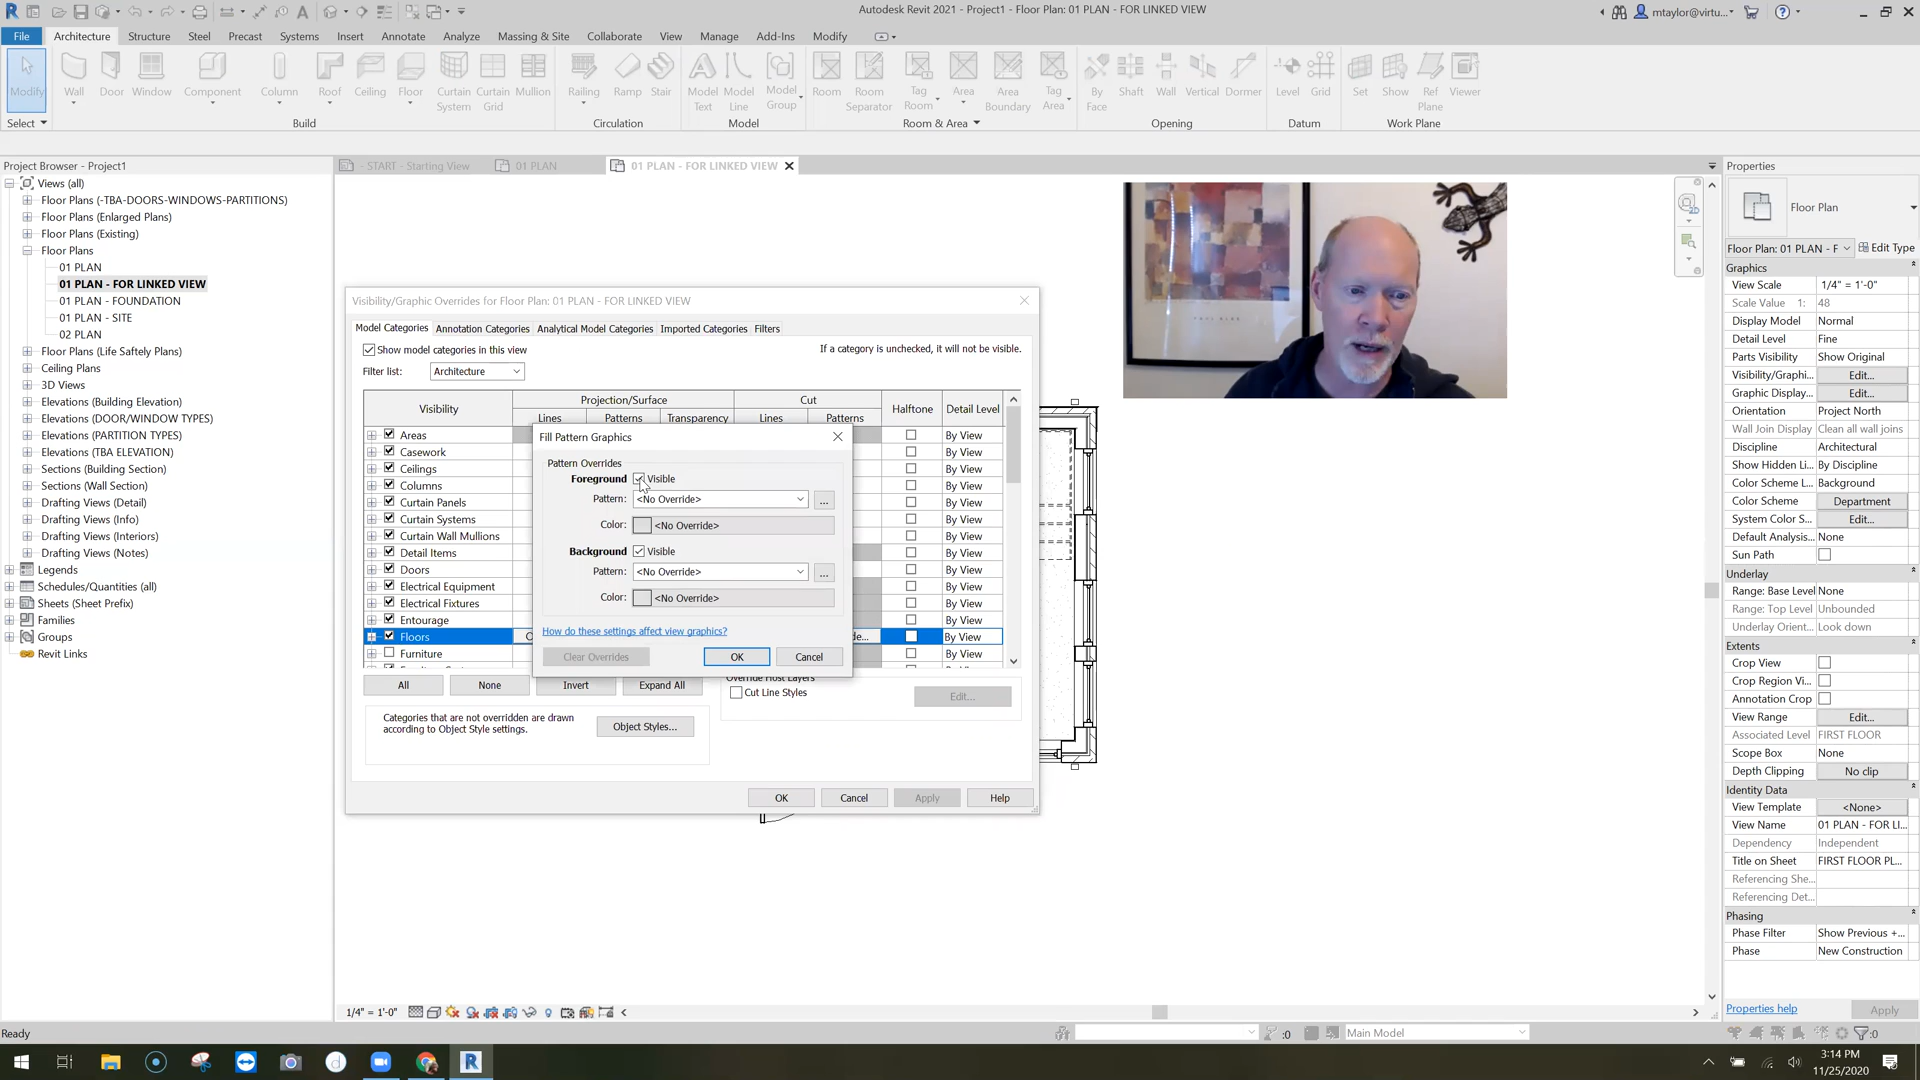 Autodesk Revit 2021 - Project1 - Floor Plan: 01 PLAN - FOR LINKED VIEW
mtaylor@virtu...
File Architecture Structure Steel Precast Systems Insert Annotate Analyze Massing & Site Collaborate View Manage Add-Ins Modify
Modify Wall Door Window Component Column Roof Ceiling Floor Curtain System Curtain Grid Mullion Railing Ramp Stair Model Text Model Line Model Group Room Room Separator Tag Room Area Area Boundary Tag Area By Face Shaft Wall Vertical Dormer Level Grid Set Show Ref Plane Viewer
Select Build Circulation Model Room & Area Opening Datum Work Plane
Project Browser - Project1
- START - Starting View 01 PLAN 01 PLAN - FOR LINKED VIEW
Views (all)
Floor Plans (-TBA-DOORS-WINDOWS-PARTITIONS)
Floor Plans (Enlarged Plans)
Floor Plans (Existing)
Floor Plans
01 PLAN
01 PLAN - FOR LINKED VIEW
01 PLAN - FOUNDATION
01 PLAN - SITE
02 PLAN
Floor Plans (Life Saftely Plans)
Ceiling Plans
3D Views
Elevations (Building Elevation)
Elevations (DOOR/WINDOW TYPES)
Elevations (PARTITION TYPES)
Elevations (TBA ELEVATION)
Sections (Building Section)
Sections (Wall Section)
Drafting Views (Detail)
Drafting Views (Info)
Drafting Views (Interiors)
Drafting Views (Notes)
Legends
Schedules/Quantities (all)
Sheets (Sheet Prefix)
Families
Groups
Revit Links
Visibility/Graphic Overrides for Floor Plan: 01 PLAN - FOR LINKED VIEW
Model Categories Annotation Categories Analytical Model Categories Imported Categories Filters
Show model categories in this view
If a category is unchecked, it will not be visible.
Filter list: Architecture
Visibility Projection/Surface Cut Halftone Detail Level
Lines Patterns Transparency Lines Patterns
Areas By View
Casework By View
Ceilings By View
Columns By View
Curtain Panels By View
Curtain Systems By View
Curtain Wall Mullions By View
Detail Items By View
Doors By View
Electrical Equipment By View
Electrical Fixtures By View
Entourage By View
Floors By View
Furniture By View
Fill Pattern Graphics
Pattern Overrides
Foreground Visible
Pattern: <No Override> ...
Color: <No Override>
Background Visible
Pattern: <No Override> ...
Color: <No Override>
How do these settings affect view graphics?
Clear Overrides OK Cancel
All None Invert Expand All
Override Host Layers
Cut Line Styles Edit...
Categories that are not overridden are drawn
according to Object Style settings.
Object Styles...
OK Cancel Apply Help
Properties
Floor Plan
Floor Plan: 01 PLAN - F Edit Type
Graphics
View Scale 1/4" = 1'-0"
Scale Value 1: 48
Display Model Normal
Detail Level Fine
Parts Visibility Show Original
Visibility/Graphi... Edit...
Graphic Display... Edit...
Orientation Project North
Wall Join Display Clean all wall joins
Discipline Architectural
Show Hidden Li... By Discipline
Color Scheme L... Background
Color Scheme Department
System Color S... Edit...
Default Analysis... None
Sun Path
Underlay
Range: Base Level None
Range: Top Level Unbounded
Underlay Orient... Look down
Extents
Crop View
Crop Region Vi...
Annotation Crop
View Range Edit...
Associated Level FIRST FLOOR
Scope Box None
Depth Clipping No clip
Identity Data
View Template <None>
View Name 01 PLAN - FOR LI...
Dependency Independent
Title on Sheet FIRST FLOOR PL...
Referencing She...
Referencing Det...
Phasing
Phase Filter Show Previous +...
Phase New Construction
Properties help Apply
1/4" = 1'-0"
Ready
:0 Main Model :0
3:14 PM
11/25/2020